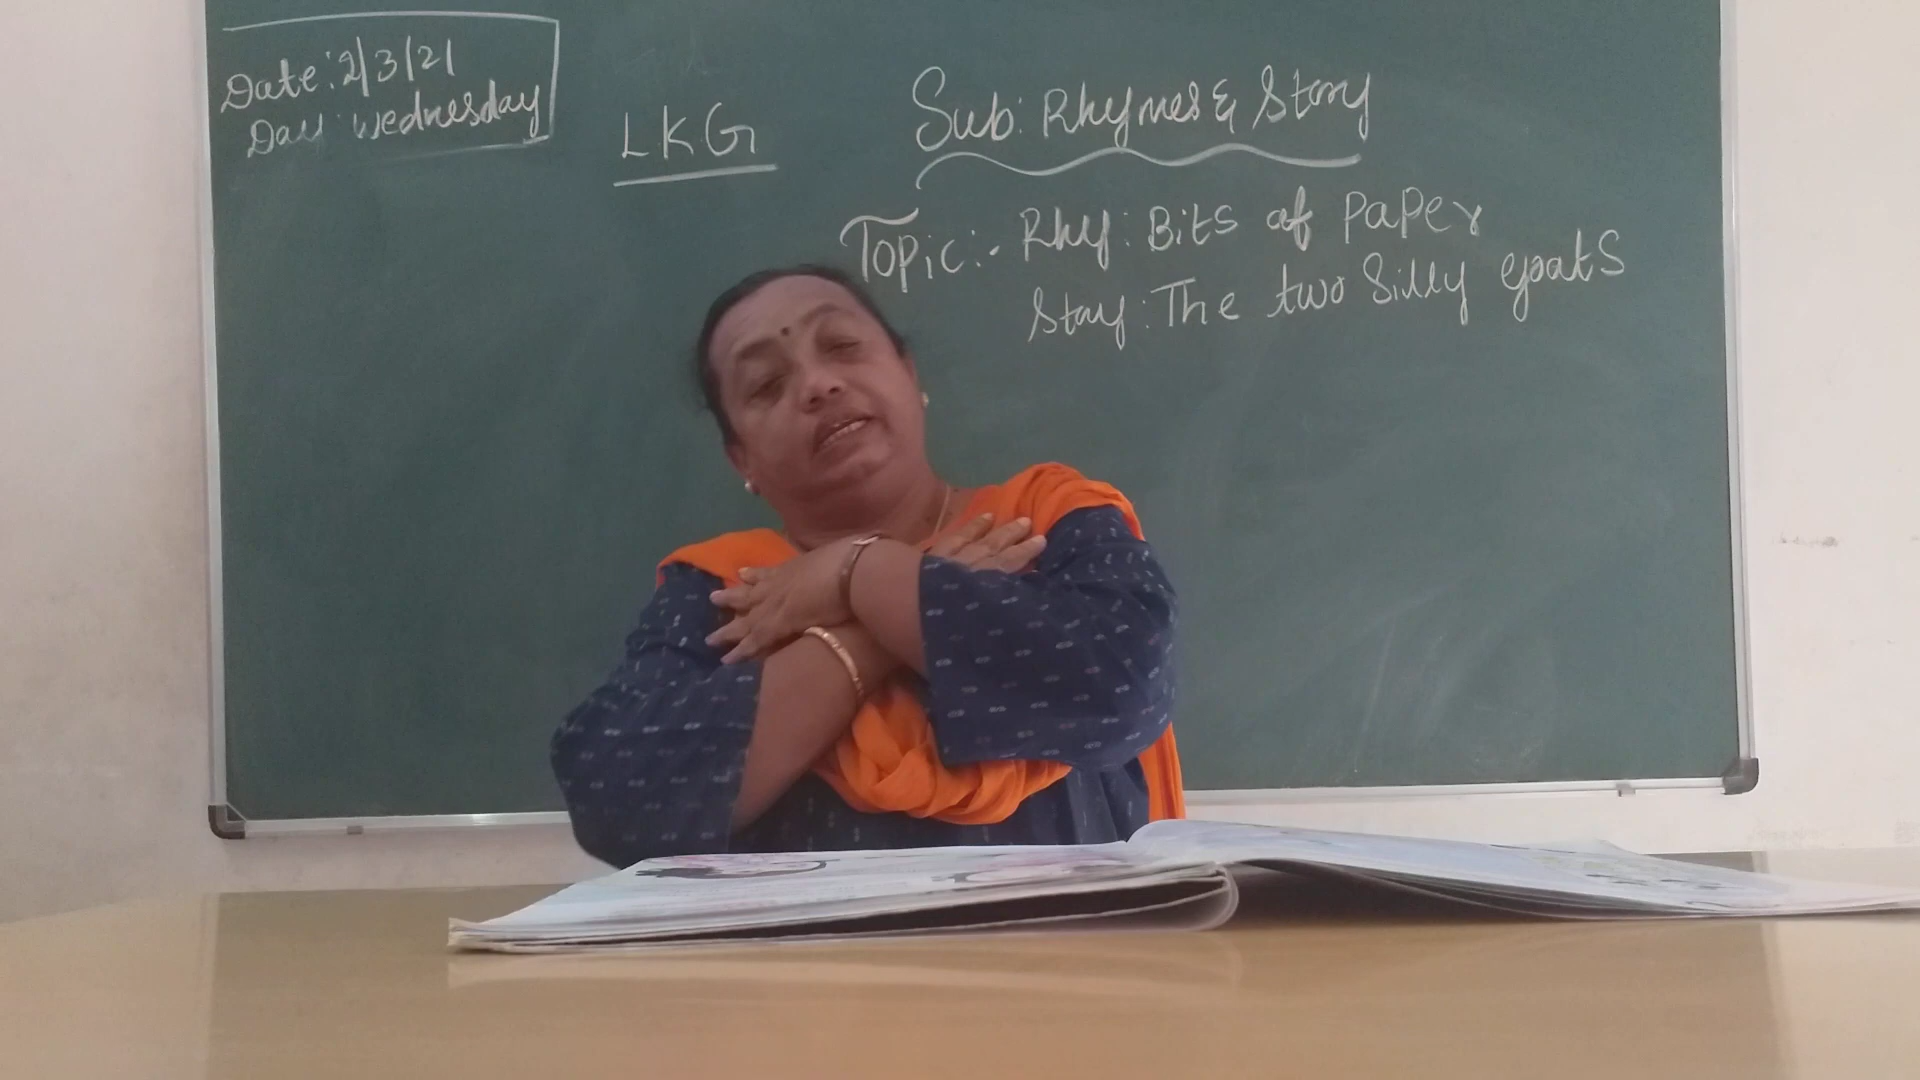 Date: 2/3/21
Day: Wednesday
LKG
Sub: Rhymes & Story
Topic:- Rhy: Bits of paper
Story: The two Silly goats